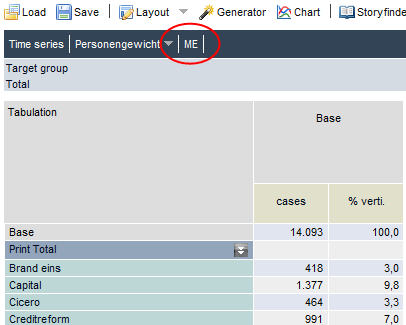 Load Save Layout Generator Chart Storyfinde
Time series Personengewicht ME
Target group
Total
Tabulation Base
cases % verti.
Base 14.093 100,0
Print Total
Brand eins 418 3,0
Capital 1.377 9,8
Cicero 464 3,3
Creditreform 991 7,0